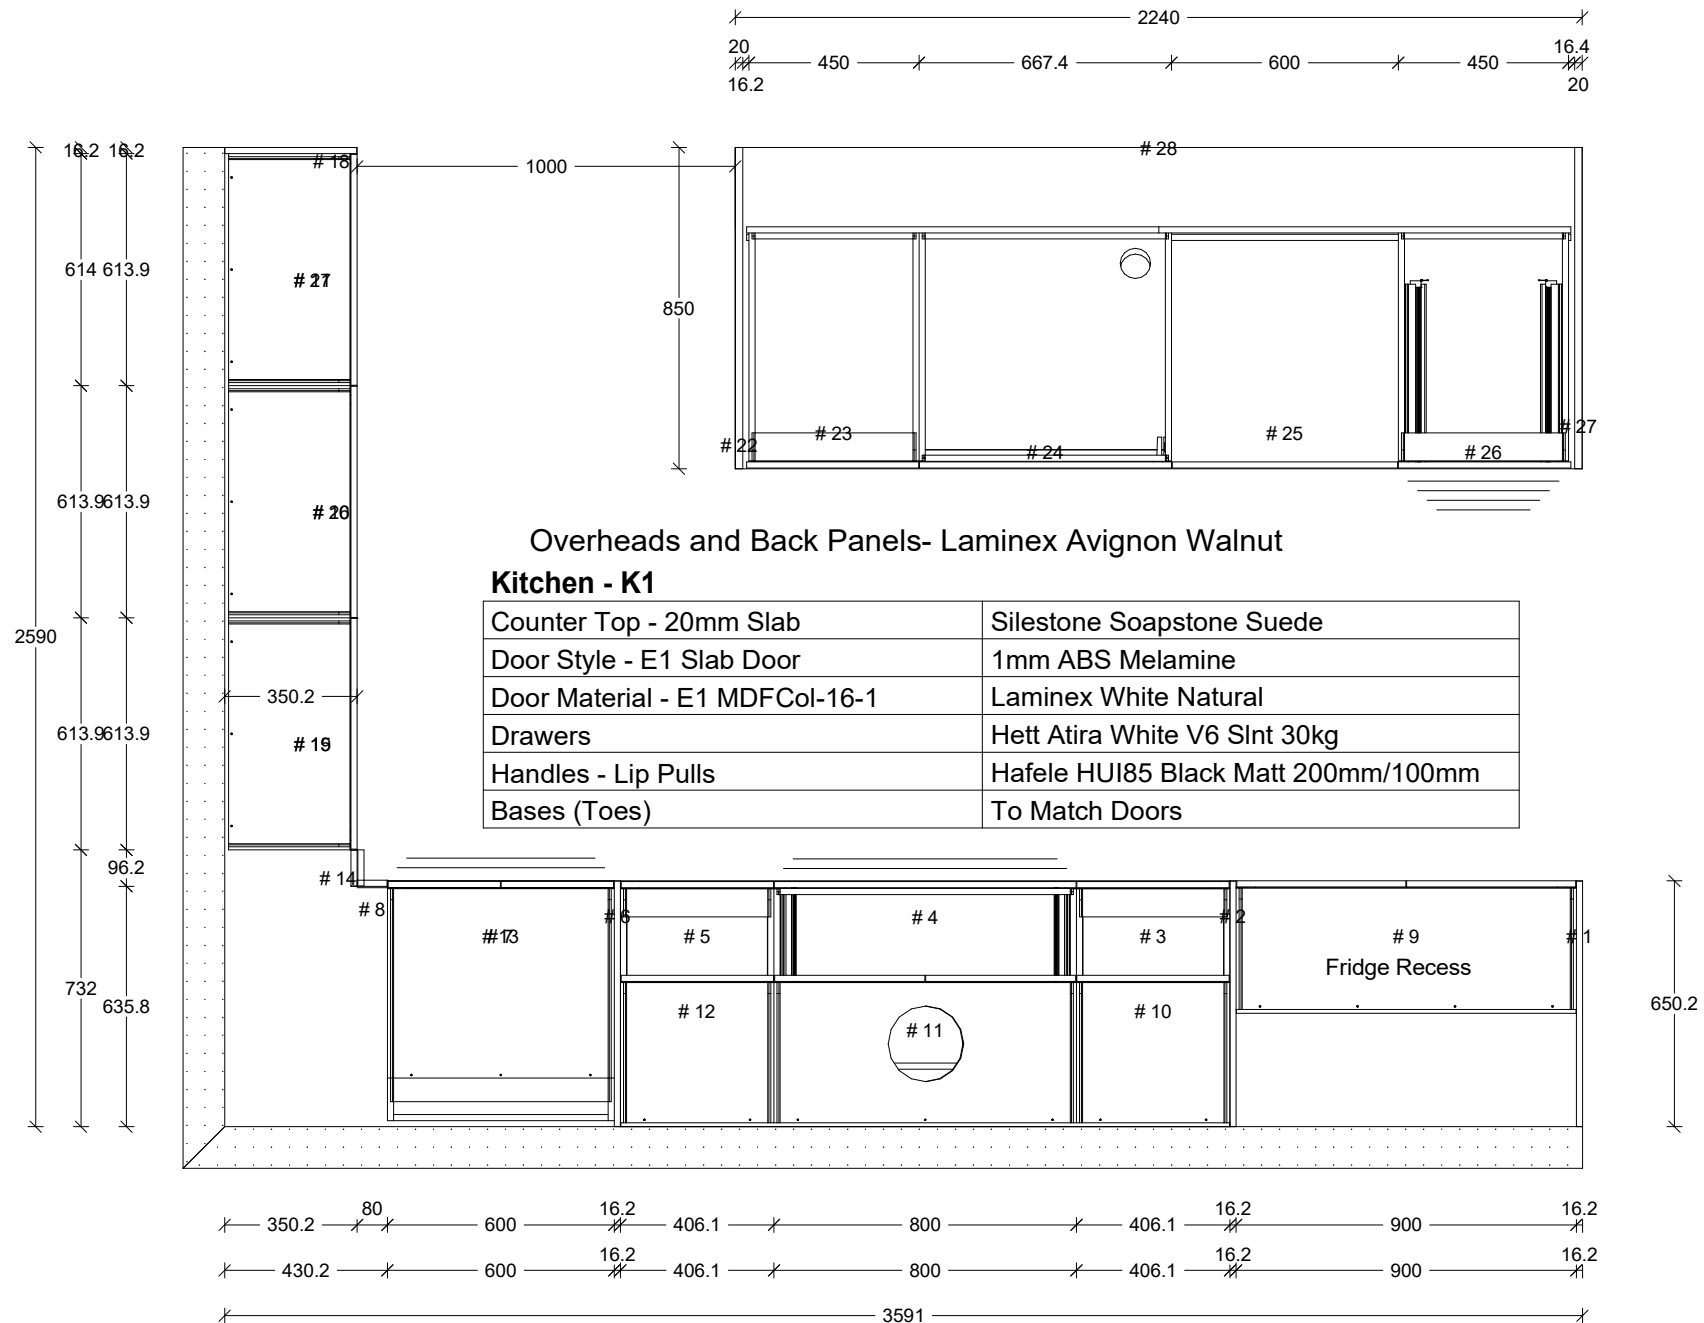 2240
20 450 667.4 600 450 16.4
16.2 20
16.2 16.2
# 18
1000
# 28
614 613.9
850
# 22
# 23
# 24
# 25
# 26
# 27
613.9 613.9
Overheads and Back Panels- Laminex Avignon Walnut
Kitchen - K1
Counter Top - 20mm Slab Silestone Soapstone Suede
Door Style - E1 Slab Door 1mm ABS Melamine
Door Material - E1 MDFCol-16-1 Laminex White Natural
Drawers Hett Atira White V6 Slnt 30kg
Handles - Lip Pulls Hafele HUI85 Black Matt 200mm/100mm
Bases (Toes) To Match Doors
2590
350.2
613.9 613.9
96.2
# 14
# 8
# 6
# 5
# 4
# 3
# 2
# 9
# 1
Fridge Recess
732
635.8
650.2
# 12
# 11
# 10
80 16.2 16.2 16.2
350.2 600 406.1 800 406.1 900
16.2 16.2 16.2
430.2 600 406.1 800 406.1 900
3591